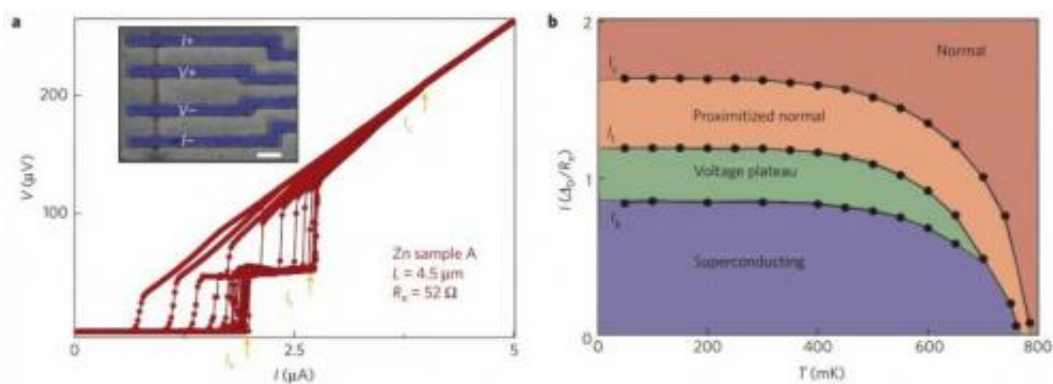 a
I+
V+
V−
I−
200
100
0
V (μV)
0
2.5
5
I (μA)
Zn sample A
L = 4.5 μm
Rₙ = 52 Ω
b
Normal
Proximitized normal
Voltage plateau
Superconducting
2
1
0
0
200
400
600
800
T (mK)